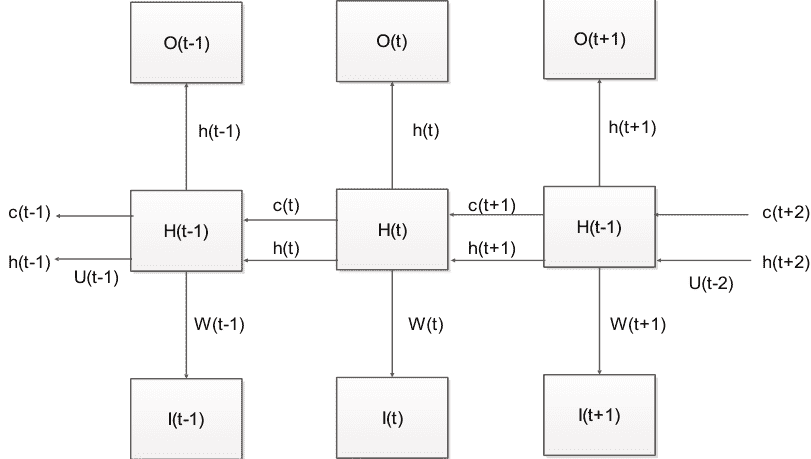 O(t-1)
O(t)
O(t+1)
h(t-1)
h(t)
h(t+1)
c(t-1)
c(t)
c(t+1)
c(t+2)
H(t-1)
H(t)
H(t-1)
h(t-1)
h(t)
h(t+1)
h(t+2)
U(t-1)
U(t-2)
W(t-1)
W(t)
W(t+1)
I(t-1)
I(t)
I(t+1)